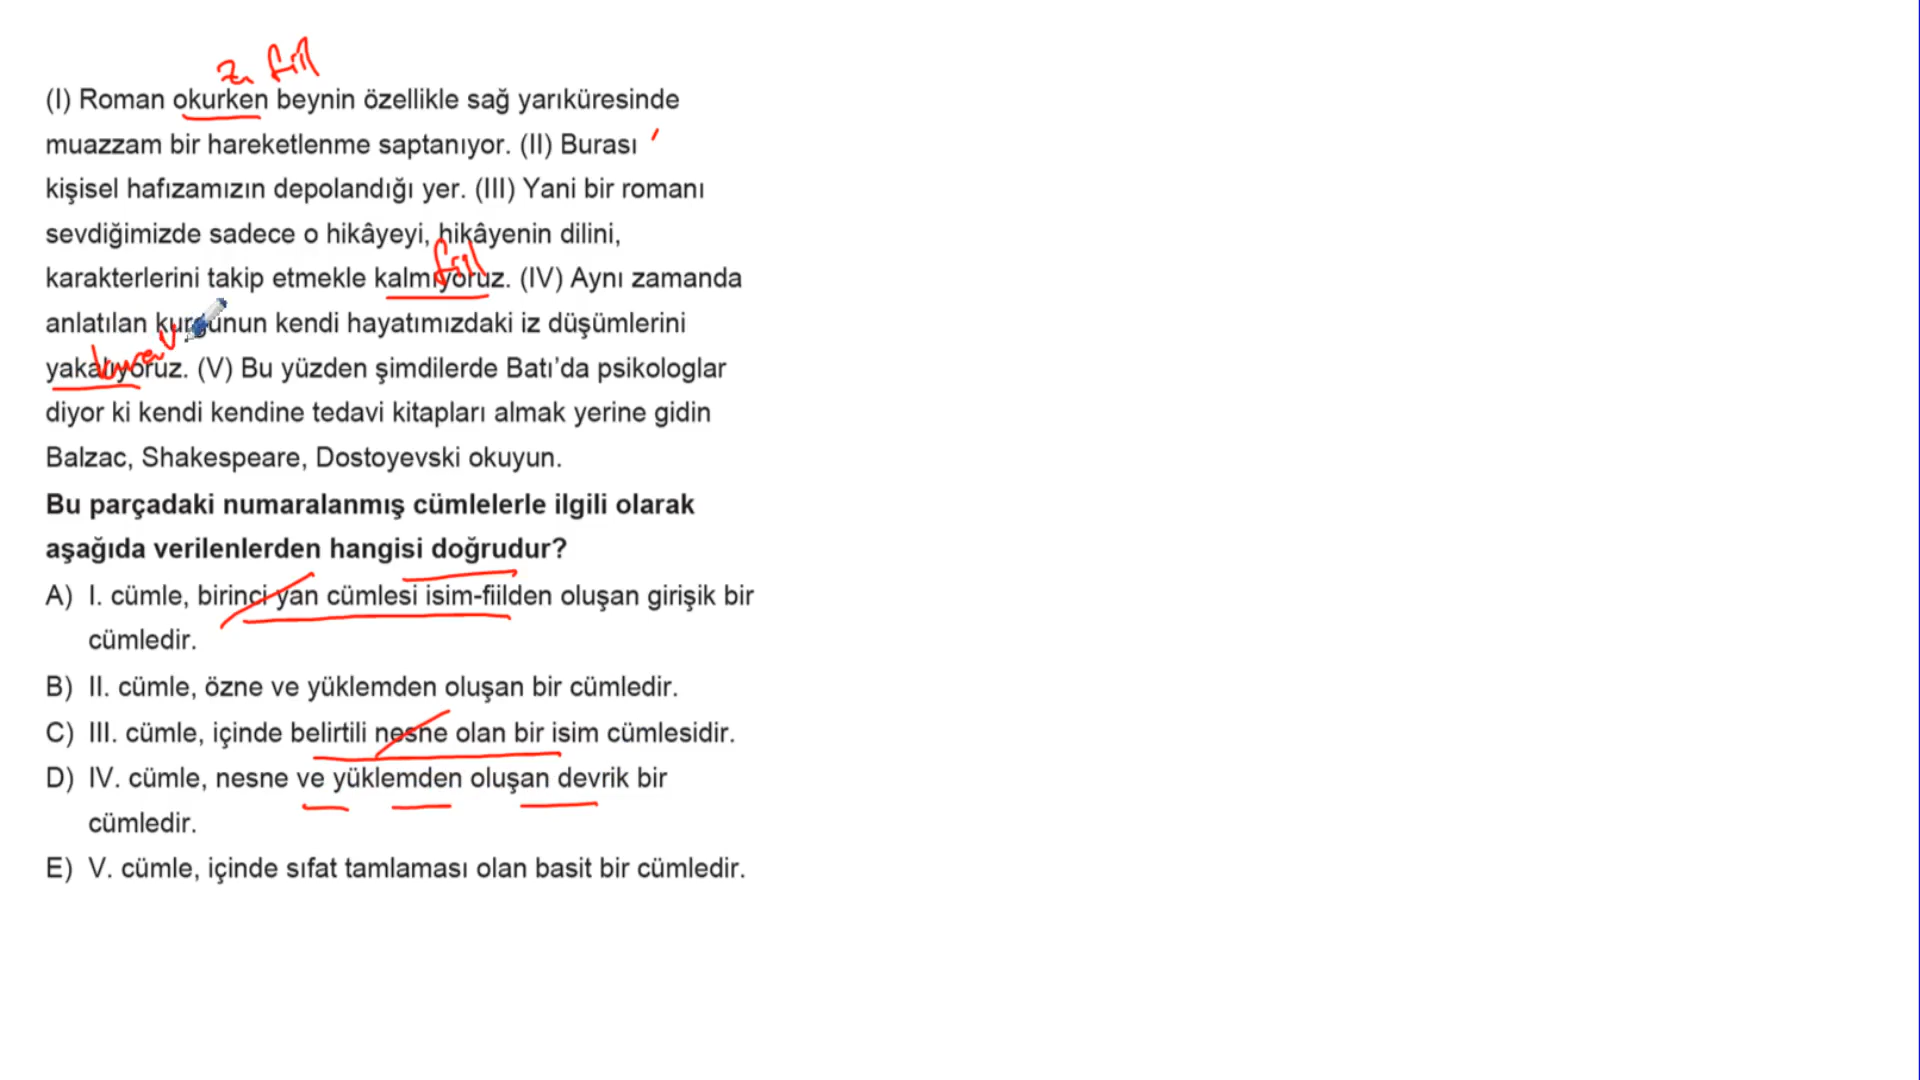 Zn fiil
(I) Roman okurken beynin özellikle sağ yarıküresinde
muazzam bir hareketlenme saptanıyor. (II) Burası
kişisel hafızamızın depolandığı yer. (III) Yani bir romanı
sevdiğimizde sadece o hikâyeyi, hikâyenin dilini,
fiil
karakterlerini takip etmekle kalmıyoruz. (IV) Aynı zamanda
anlatılan kurgunun kendi hayatımızdaki iz düşümlerini
yakalıyoruz. (V) Bu yüzden şimdilerde Batı'da psikologlar
diyor ki kendi kendine tedavi kitapları almak yerine gidin
Balzac, Shakespeare, Dostoyevski okuyun.
Bu parçadaki numaralanmış cümlelerle ilgili olarak
aşağıda verilenlerden hangisi doğrudur?
A) I. cümle, birinci yan cümlesi isim-fiilden oluşan girişik bir
cümledir.
B) II. cümle, özne ve yüklemden oluşan bir cümledir.
C) III. cümle, içinde belirtili nesne olan bir isim cümlesidir.
D) IV. cümle, nesne ve yüklemden oluşan devrik bir
cümledir.
E) V. cümle, içinde sıfat tamlaması olan basit bir cümledir.